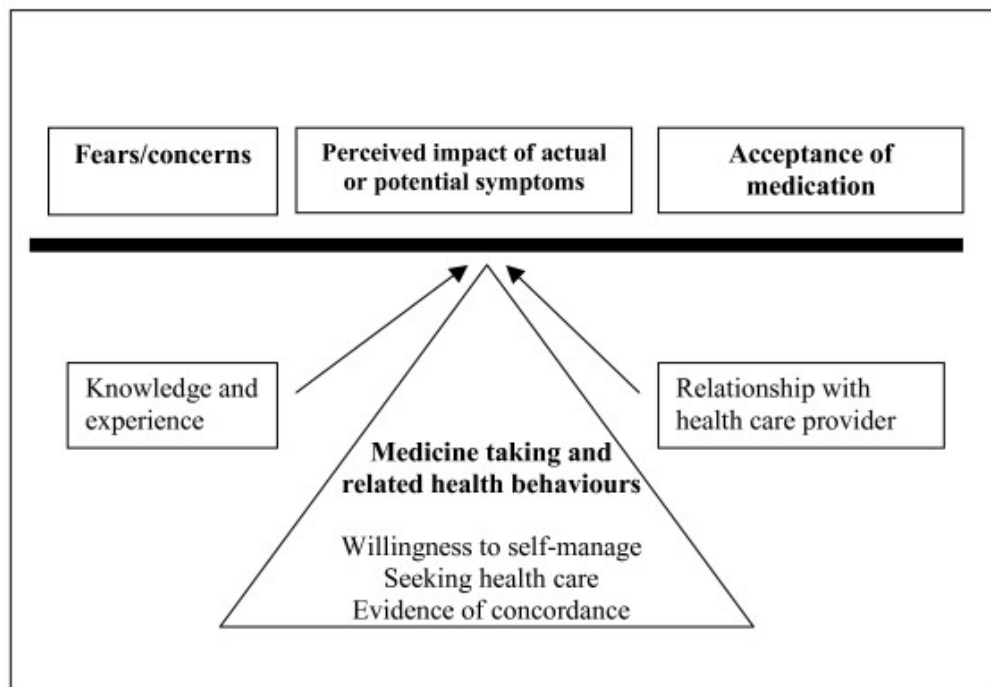 Fears/concerns
Perceived impact of actual
or potential symptoms
Acceptance of
medication
Knowledge and
experience
Relationship with
health care provider
Medicine taking and
related health behaviours
Willingness to self-manage
Seeking health care
Evidence of concordance